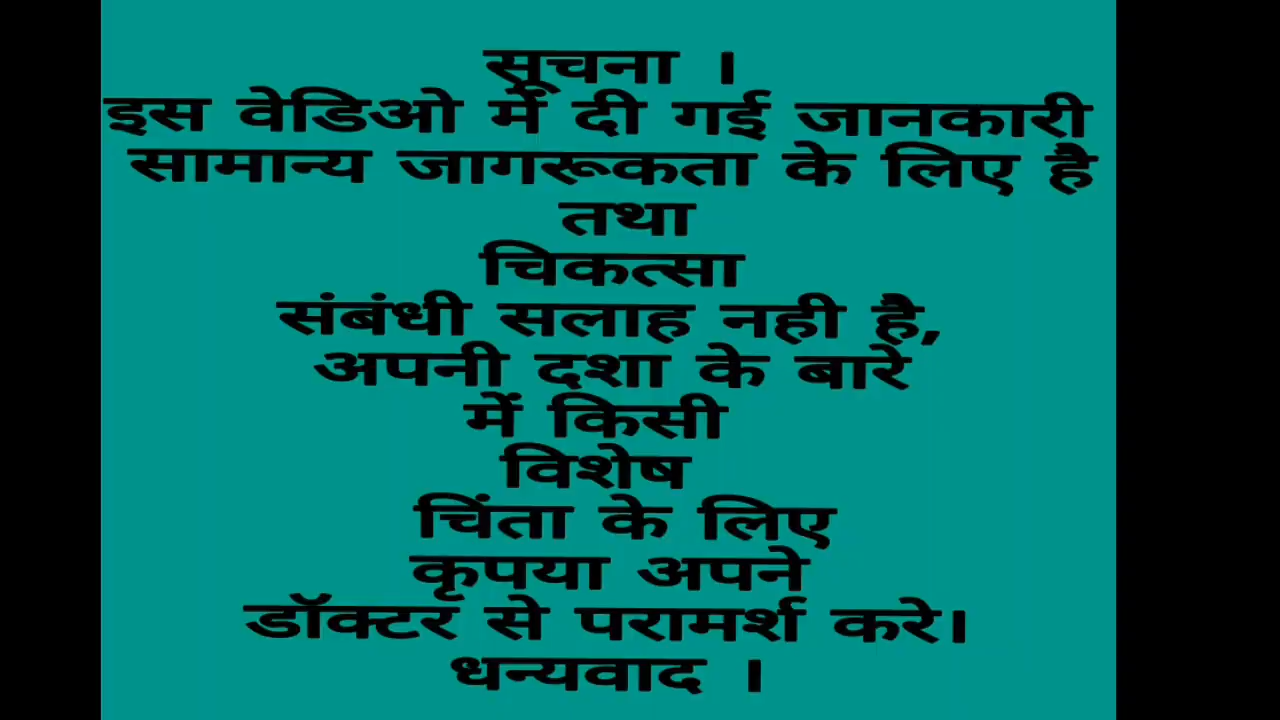 सूचना ।
इस वेडिओ में दी गई जानकारी
सामान्य जागरूकता के लिए है
तथा
चिकत्सा
संबंधी सलाह नही है,
अपनी दशा के बारे
में किसी
विशेष
चिंता के लिए
कृपया अपने
डॉक्टर से परामर्श करे।
धन्यवाद ।